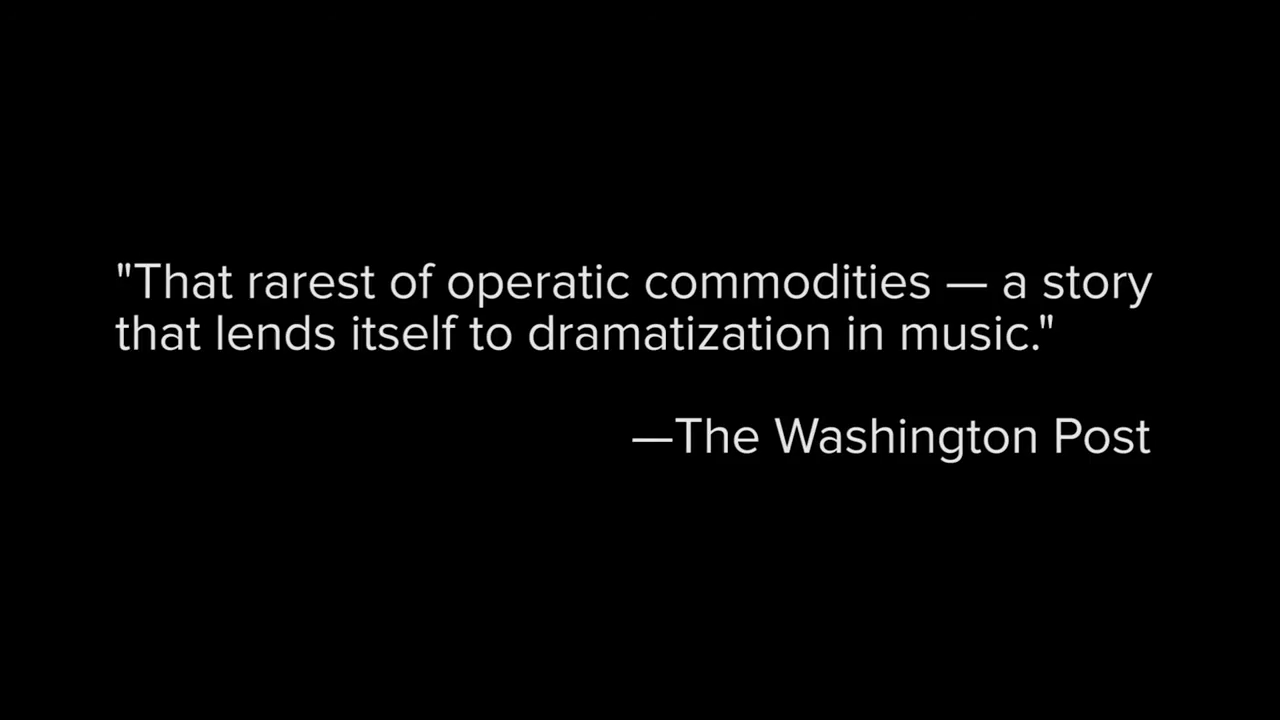 "That rarest of operatic commodities — a story
that lends itself to dramatization in music."
—The Washington Post